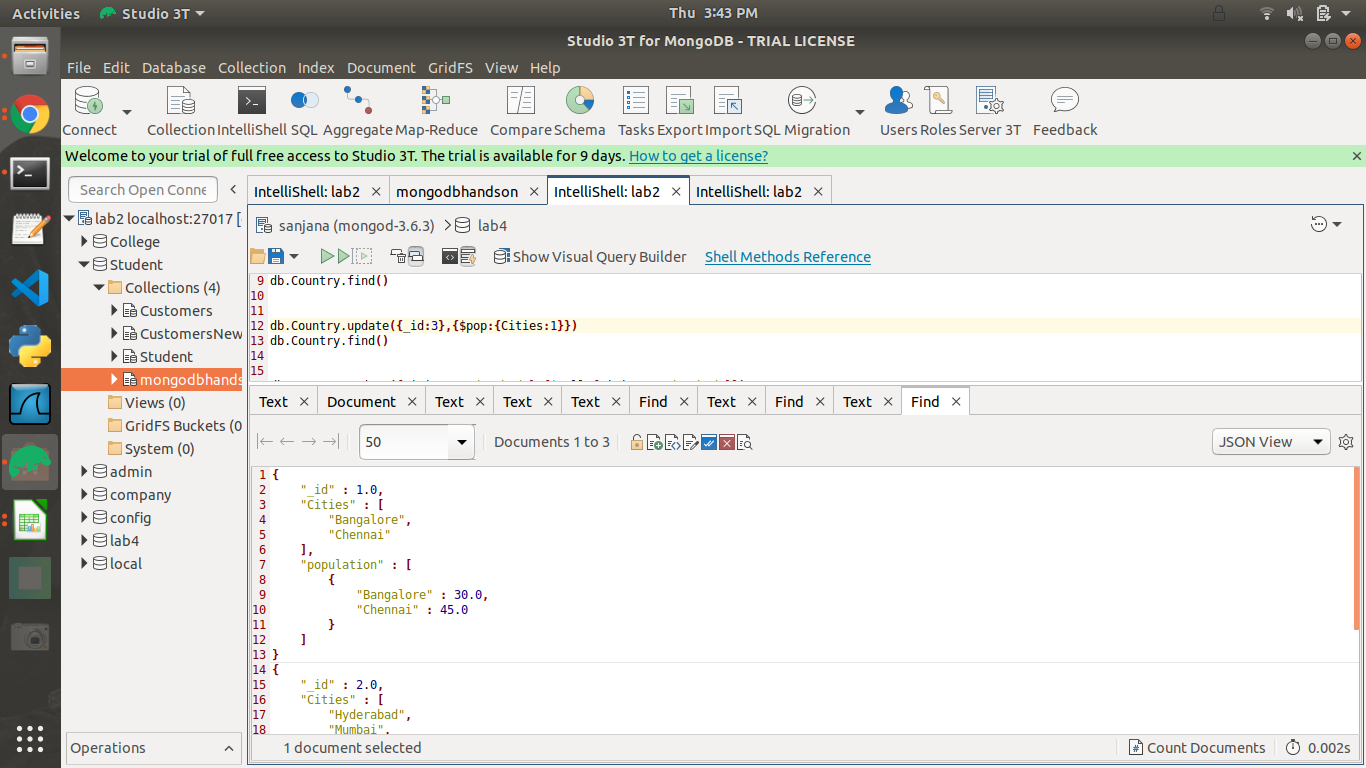 Activities Studio 3T Thu 3:43 PM
Studio 3T for MongoDB - TRIAL LICENSE
File Edit Database Collection Index Document GridFS View Help
Connect Collection IntelliShell SQL Aggregate Map-Reduce Compare Schema Tasks Export Import SQL Migration Users Roles Server 3T Feedback
Welcome to your trial of full free access to Studio 3T. The trial is available for 9 days. How to get a license?
Search Open Conne
IntelliShell: lab2 mongodbhandson IntelliShell: lab2 IntelliShell: lab2
lab2 localhost:27017 [
College
Student
Collections (4)
Customers
CustomersNew
Student
mongodbhands
Views (0)
GridFS Buckets (0
System (0)
admin
company
config
lab4
local
Operations
sanjana (mongod-3.6.3) lab4
Show Visual Query Builder Shell Methods Reference
9 db.Country.find()
10
11
12 db.Country.update({_id:3},{$pop:{Cities:1}})
13 db.Country.find()
14
15
Text Document Text Text Text Find Text Find Text Find
50 Documents 1 to 3 JSON View
1 {
2 "_id" : 1.0,
3 "Cities" : [
4 "Bangalore",
5 "Chennai"
6 ],
7 "population" : [
8 {
9 "Bangalore" : 30.0,
10 "Chennai" : 45.0
11 }
12 ]
13 }
14 {
15 "_id" : 2.0,
16 "Cities" : [
17 "Hyderabad",
18 "Mumbai",
1 document selected Count Documents 0.002s